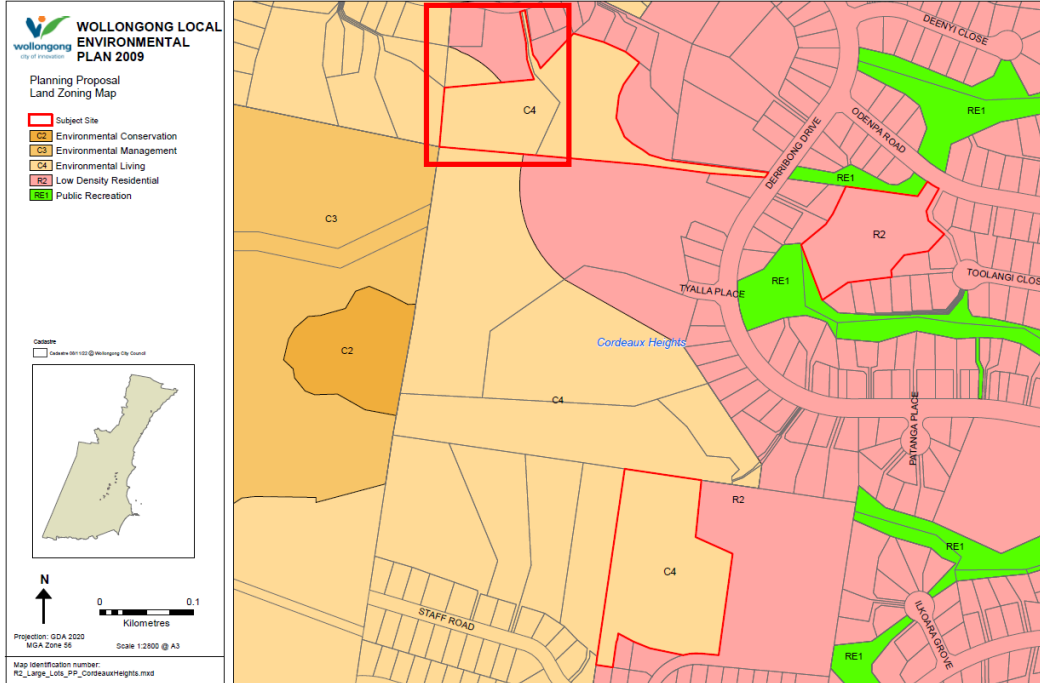 WOLLONGONG LOCAL
ENVIRONMENTAL
PLAN 2009
wollongong
city of innovation
Planning Proposal
Land Zoning Map
Subject Site
C2 Environmental Conservation
C3 Environmental Management
C4 Environmental Living
R2 Low Density Residential
RE1 Public Recreation
Cadastre
Cadastre 09/11/22 @ Wollongong City Council
N
0 0.1
Kilometres
Projection: GDA 2020
MGA Zone 56
Scale 1:2800 @ A3
Map Identification number:
R2_Large_Lots_PP_CordeauxHeights.mxd
DEENYI CLOSE
C4
RE1
ODENPA ROAD
DERRIBONG DRIVE
RE1
C3
R2
TOOLANGI CLOS
RE1
TYALLA PLACE
Cordeaux Heights
C2
C4
PATANGA PLACE
R2
RE1
C4
STAFF ROAD
ILKOARA GROVE
RE1